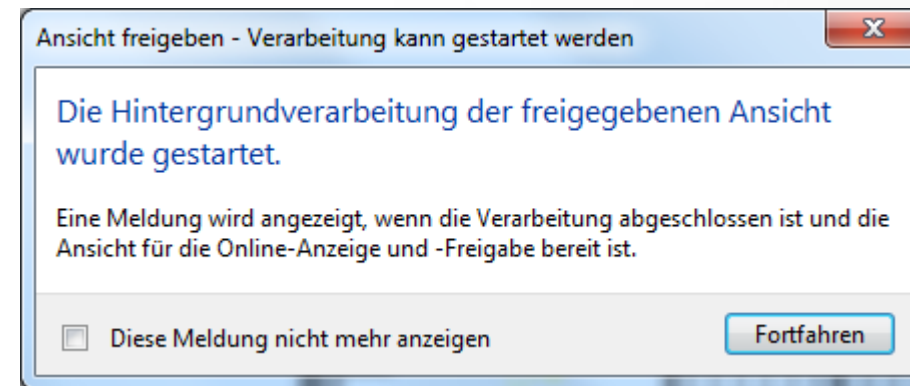 Ansicht freigeben - Verarbeitung kann gestartet werden
Die Hintergrundverarbeitung der freigegebenen Ansicht
wurde gestartet.
Eine Meldung wird angezeigt, wenn die Verarbeitung abgeschlossen ist und die
Ansicht für die Online-Anzeige und -Freigabe bereit ist.
Diese Meldung nicht mehr anzeigen
Fortfahren